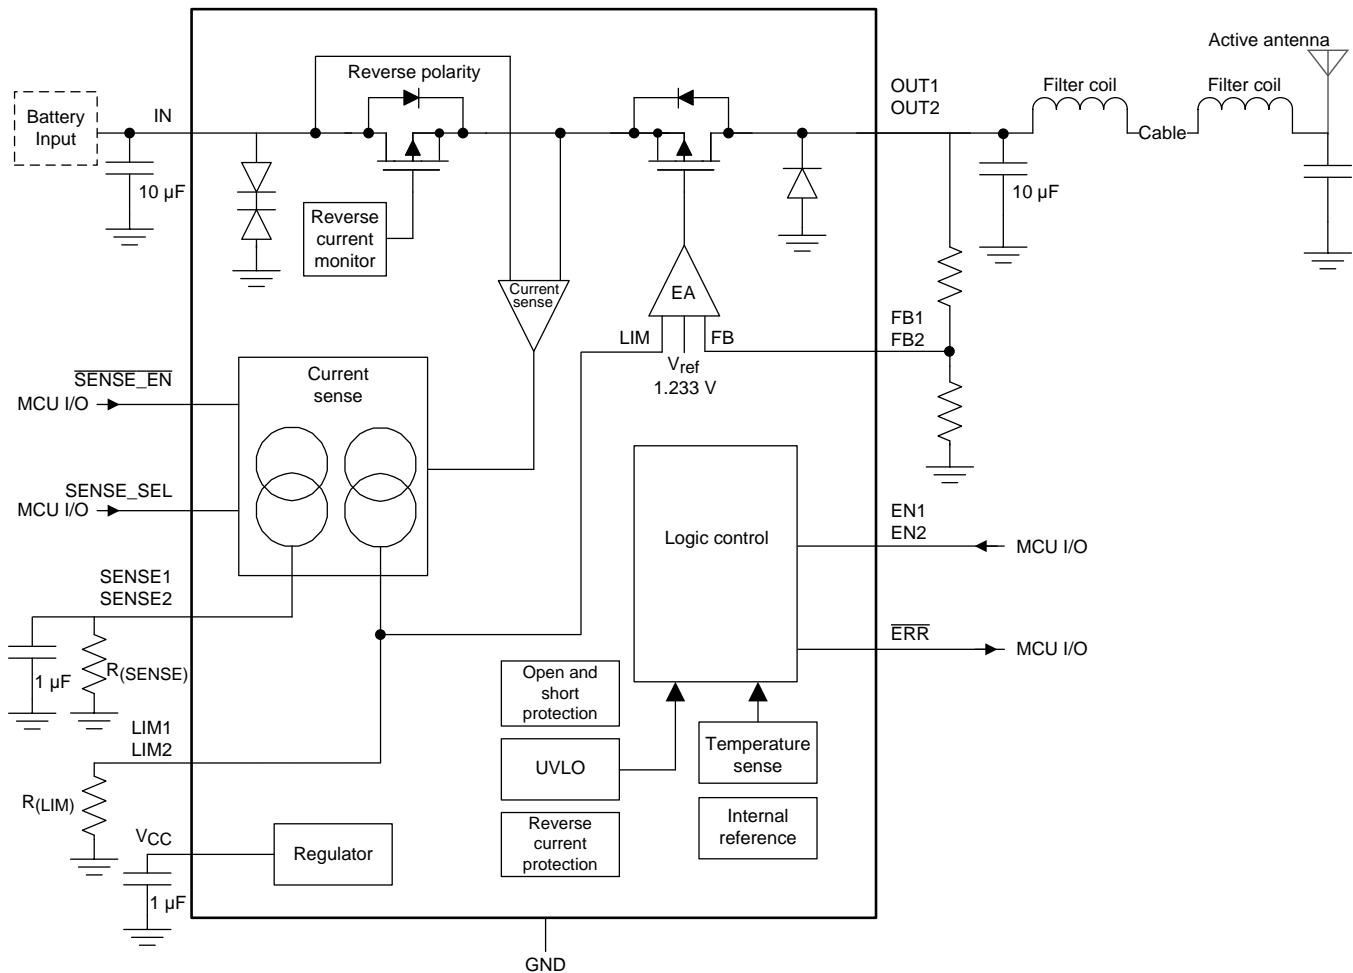 Active antenna
Reverse polarity
OUT1
OUT2
Filter coil
Filter coil
Battery
Input
IN
Cable
10 µF
10 µF
Reverse
current
monitor
Current
sense
EA
LIM
FB
FB1
FB2
Vref
1.233 V
SENSE_EN
MCU I/O
Current
sense
SENSE_SEL
MCU I/O
EN1
EN2
MCU I/O
Logic control
SENSE1
SENSE2
ERR
MCU I/O
1 µF
R(SENSE)
Open and
short
protection
LIM1
LIM2
UVLO
Temperature
sense
R(LIM)
Internal
reference
Reverse
current
protection
VCC
Regulator
1 µF
GND